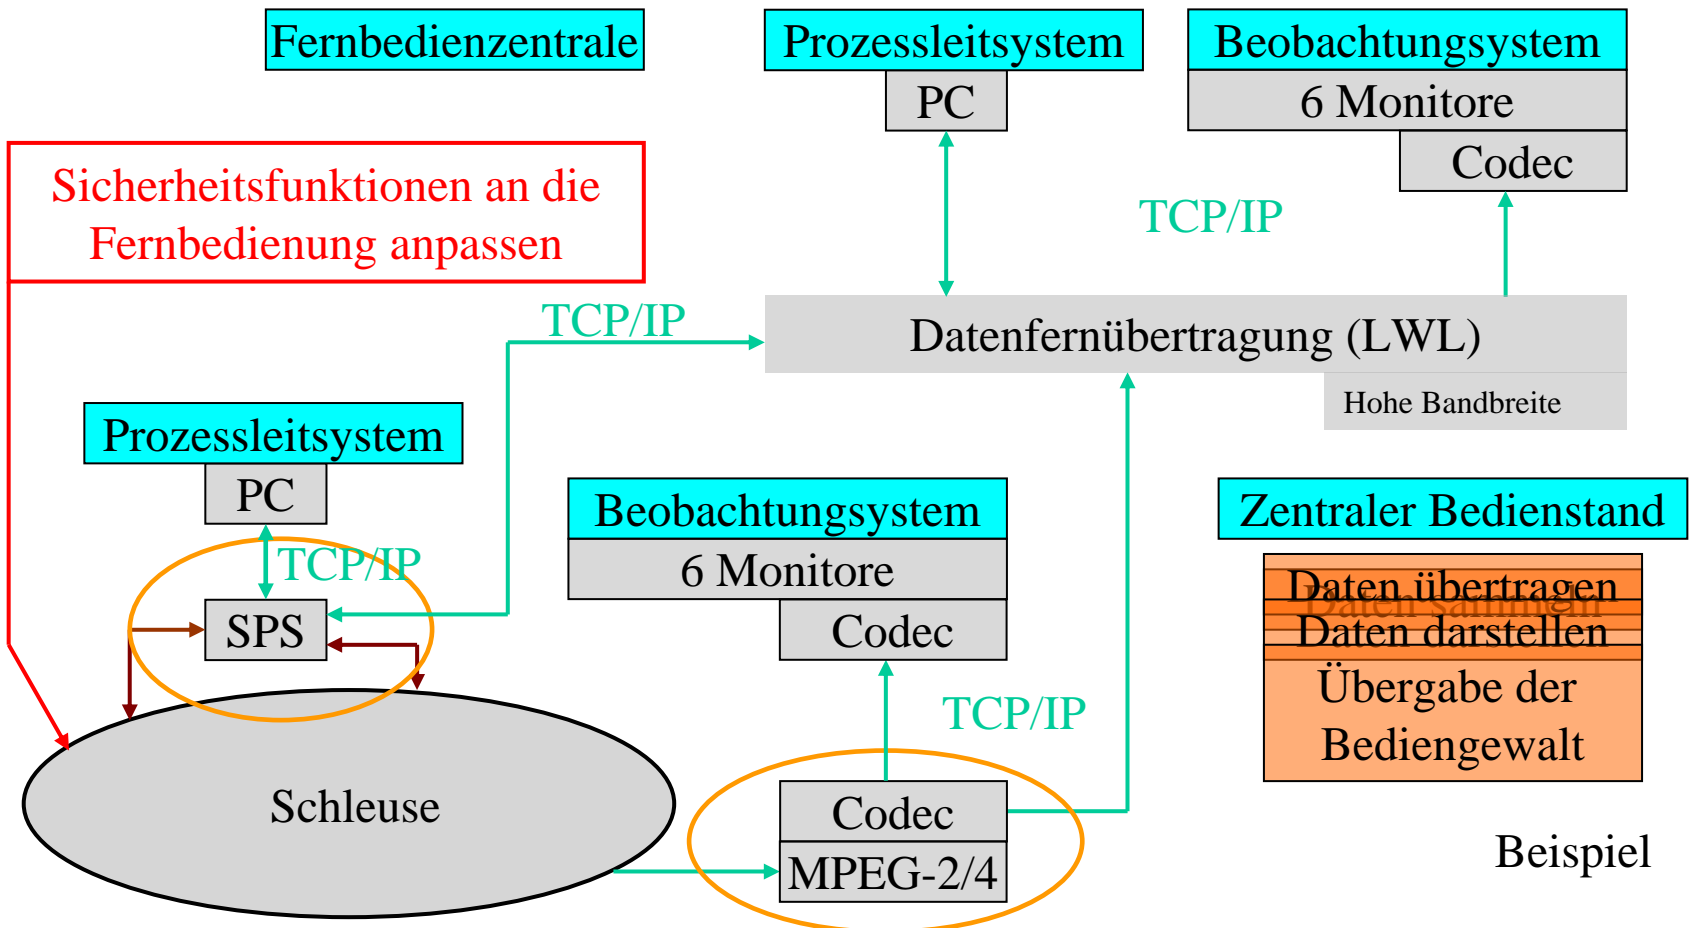 Fernbedienzentrale
Prozessleitsystem
Beobachtungsystem
PC
6 Monitore
Codec
Sicherheitsfunktionen an die
Fernbedienung anpassen
TCP/IP
TCP/IP
Datenfernübertragung (LWL)
Hohe Bandbreite
Prozessleitsystem
PC
TCP/IP
SPS
Beobachtungsystem
6 Monitore
Codec
TCP/IP
Zentraler Bedienstand
Daten übertragen
Daten sammeln
Daten darstellen
Übergabe der
Bediengewalt
Schleuse
Codec
MPEG-2/4
Beispiel